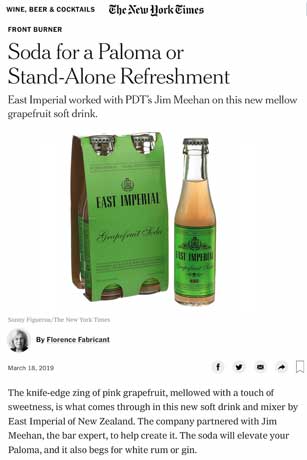 WINE, BEER & COCKTAILS The New York Times
FRONT BURNER
Soda for a Paloma or
Stand-Alone Refreshment
East Imperial worked with PDT's Jim Meehan on this new mellow
grapefruit soft drink.
EAST IMPERIAL
Grapefruit Soda
EAST IMPERIAL
Grapefruit Soda
Sonny Figueroa/The New York Times
By Florence Fabricant
March 18, 2019
The knife-edge zing of pink grapefruit, mellowed with a touch of
sweetness, is what comes through in this new soft drink and mixer by
East Imperial of New Zealand. The company partnered with Jim
Meehan, the bar expert, to help create it. The soda will elevate your
Paloma, and it also begs for white rum or gin.